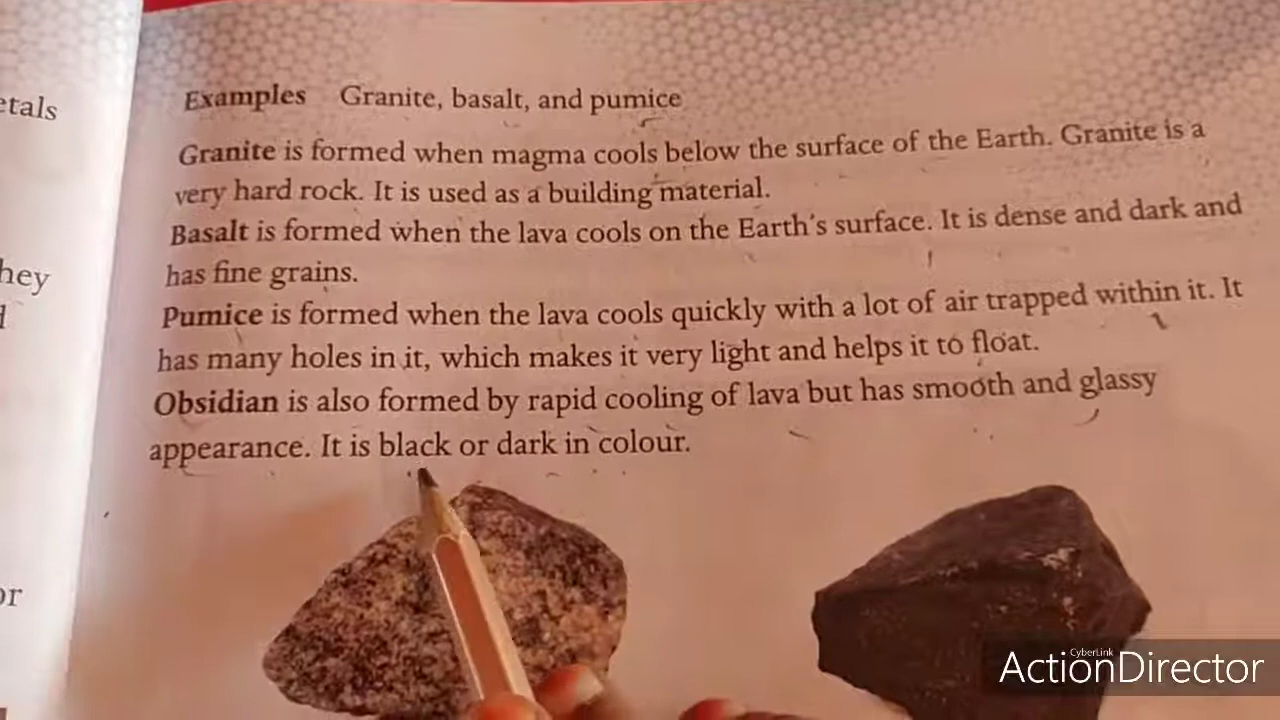 etals
Examples Granite, basalt, and pumice
Granite is formed when magma cools below the surface of the Earth. Granite is a
very hard rock. It is used as a building material.
Basalt is formed when the lava cools on the Earth's surface. It is dense and dark and
has fine grains.
Pumice is formed when the lava cools quickly with a lot of air trapped within it. It
has many holes in it, which makes it very light and helps it to float.
Obsidian is also formed by rapid cooling of lava but has smooth and glassy
appearance. It is black or dark in colour.
hey
or
CyberLink
ActionDirector